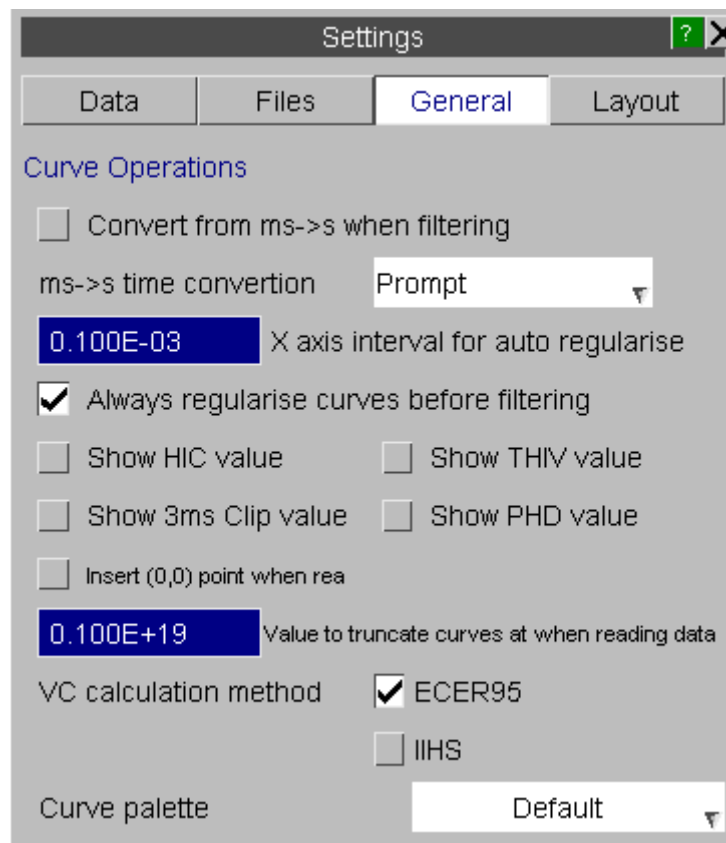 Settings ? X
Data Files General Layout
Curve Operations
Convert from ms->s when filtering
ms->s time convertion Prompt
0.100E-03 X axis interval for auto regularise
Always regularise curves before filtering
Show HIC value Show THIV value
Show 3ms Clip value Show PHD value
Insert (0,0) point when rea
0.100E+19 Value to truncate curves at when reading data
VC calculation method ECER95
IIHS
Curve palette Default